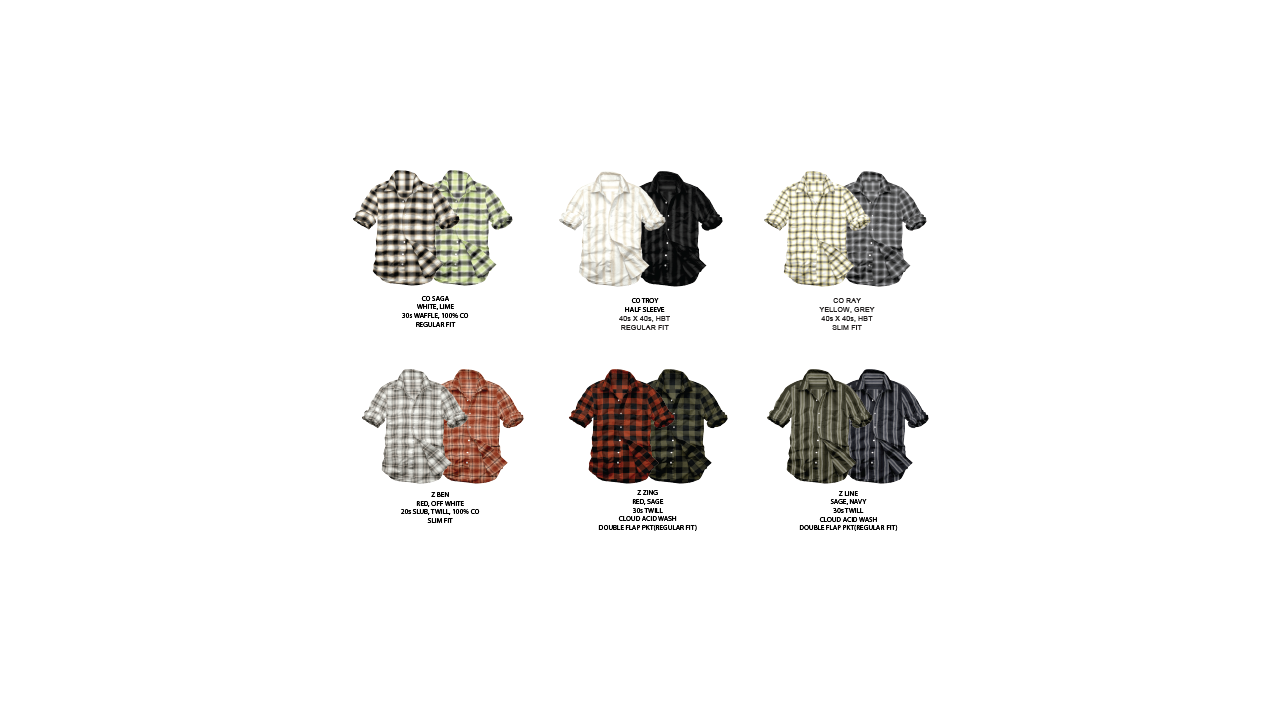 CO SAGA
WHITE, LIME
30s WAFFLE, 100% CO
REGULAR FIT
CO TROY
HALF SLEEVE
40s X 40s, HBT
REGULAR FIT
CO RAY
YELLOW, GREY
40s X 40s, HBT
SLIM FIT
Z BEN
RED, OFF WHITE
20s SLUB, TWILL, 100% CO
SLIM FIT
Z ZING
RED, SAGE
30s TWILL
CLOUD ACID WASH
DOUBLE FLAP PKT(REGULAR FIT)
Z LINE
SAGE, NAVY
30s TWILL
CLOUD ACID WASH
DOUBLE FLAP PKT(REGULAR FIT)